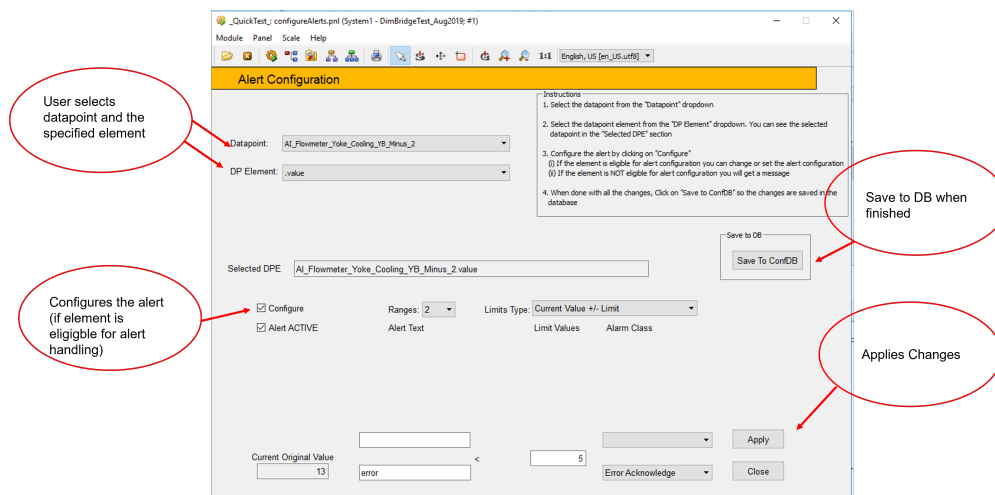 _QuickTest_: configureAlerts.pnl (System1 - DimBridgeTest_Aug2019; #1)
Module Panel Scale Help
1:1 English, US [en_US.utf8]
Alert Configuration
Instructions
1. Select the datapoint from the "Datapoint" dropdown
2. Select the datapoint element from the "DP Element" dropdown. You can see the selected
datapoint in the "Selected DPE" section
3. Configure the alert by clicking on "Configure"
(i) If the element is eligible for alert configuration you can change or set the alert configuration
(ii) If the element is NOT eligible for alert configuration you will get a message
4. When done with all the changes, Click on "Save to ConfDB" so the changes are saved in the
database
User selects
datapoint and the
specified element
Datapoint: AI_Flowmeter_Yoke_Cooling_YB_Minus_2
DP Element: .value
Save to DB when
finished
Save to DB
Save To ConfDB
Selected DPE AI_Flowmeter_Yoke_Cooling_YB_Minus_2.value
Configures the alert
(if element is
eligigble for alert
handling)
Configure Ranges: 2 Limits Type: Current Value +/- Limit
Alert ACTIVE Alert Text Limit Values Alarm Class
Applies Changes
Apply
Current Original Value < 5
13 error Error Acknowledge Close